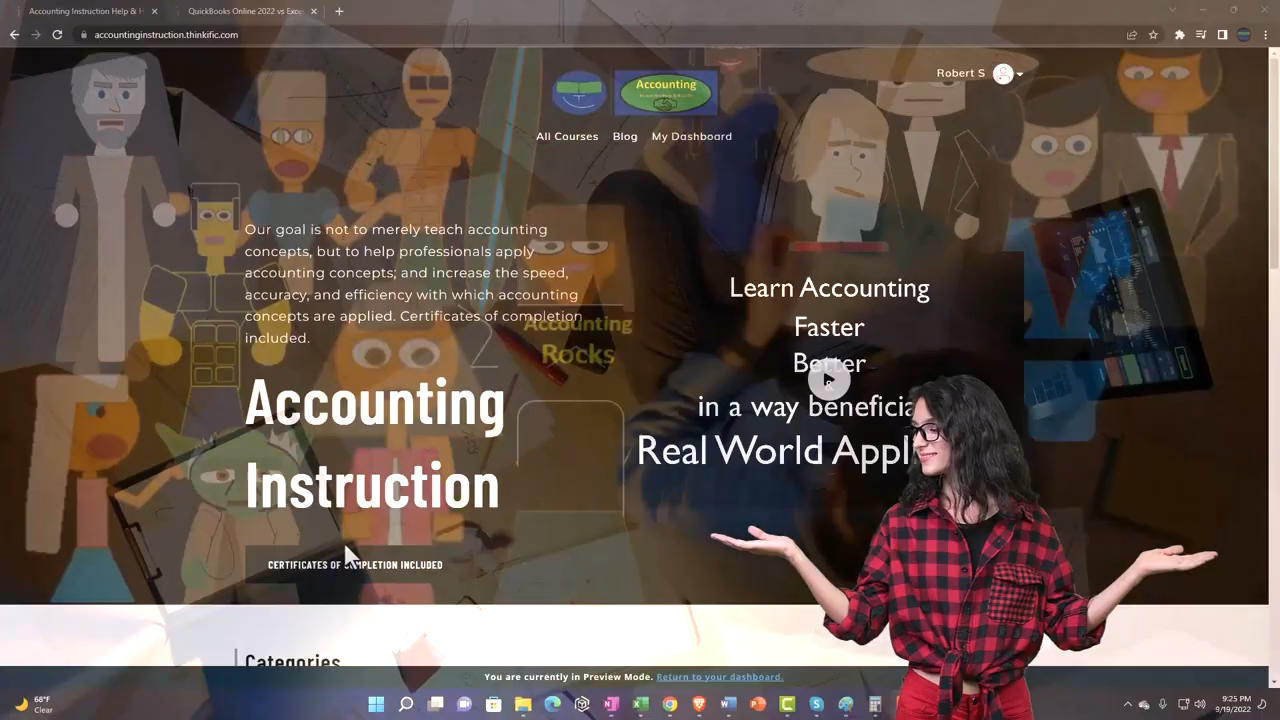 Accounting Instruction Help & H
QuickBooks Online 2022 vs Exce
accountinginstruction.thinkific.com
Accounting
Robert S
All Courses Blog My Dashboard
Our goal is not to merely teach accounting
concepts, but to help professionals apply
accounting concepts; and increase the speed,
accuracy, and efficiency with which accounting
concepts are applied. Certificates of completion
included.
Accounting
Rocks
Learn Accounting
Faster
Better
&
in a way beneficia
Real World Appl
Accounting
Instruction
CERTIFICATES OF COMPLETION INCLUDED
Categories
You are currently in Preview Mode. Return to your dashboard.
68°F
Clear
9:25 PM
9/19/2022